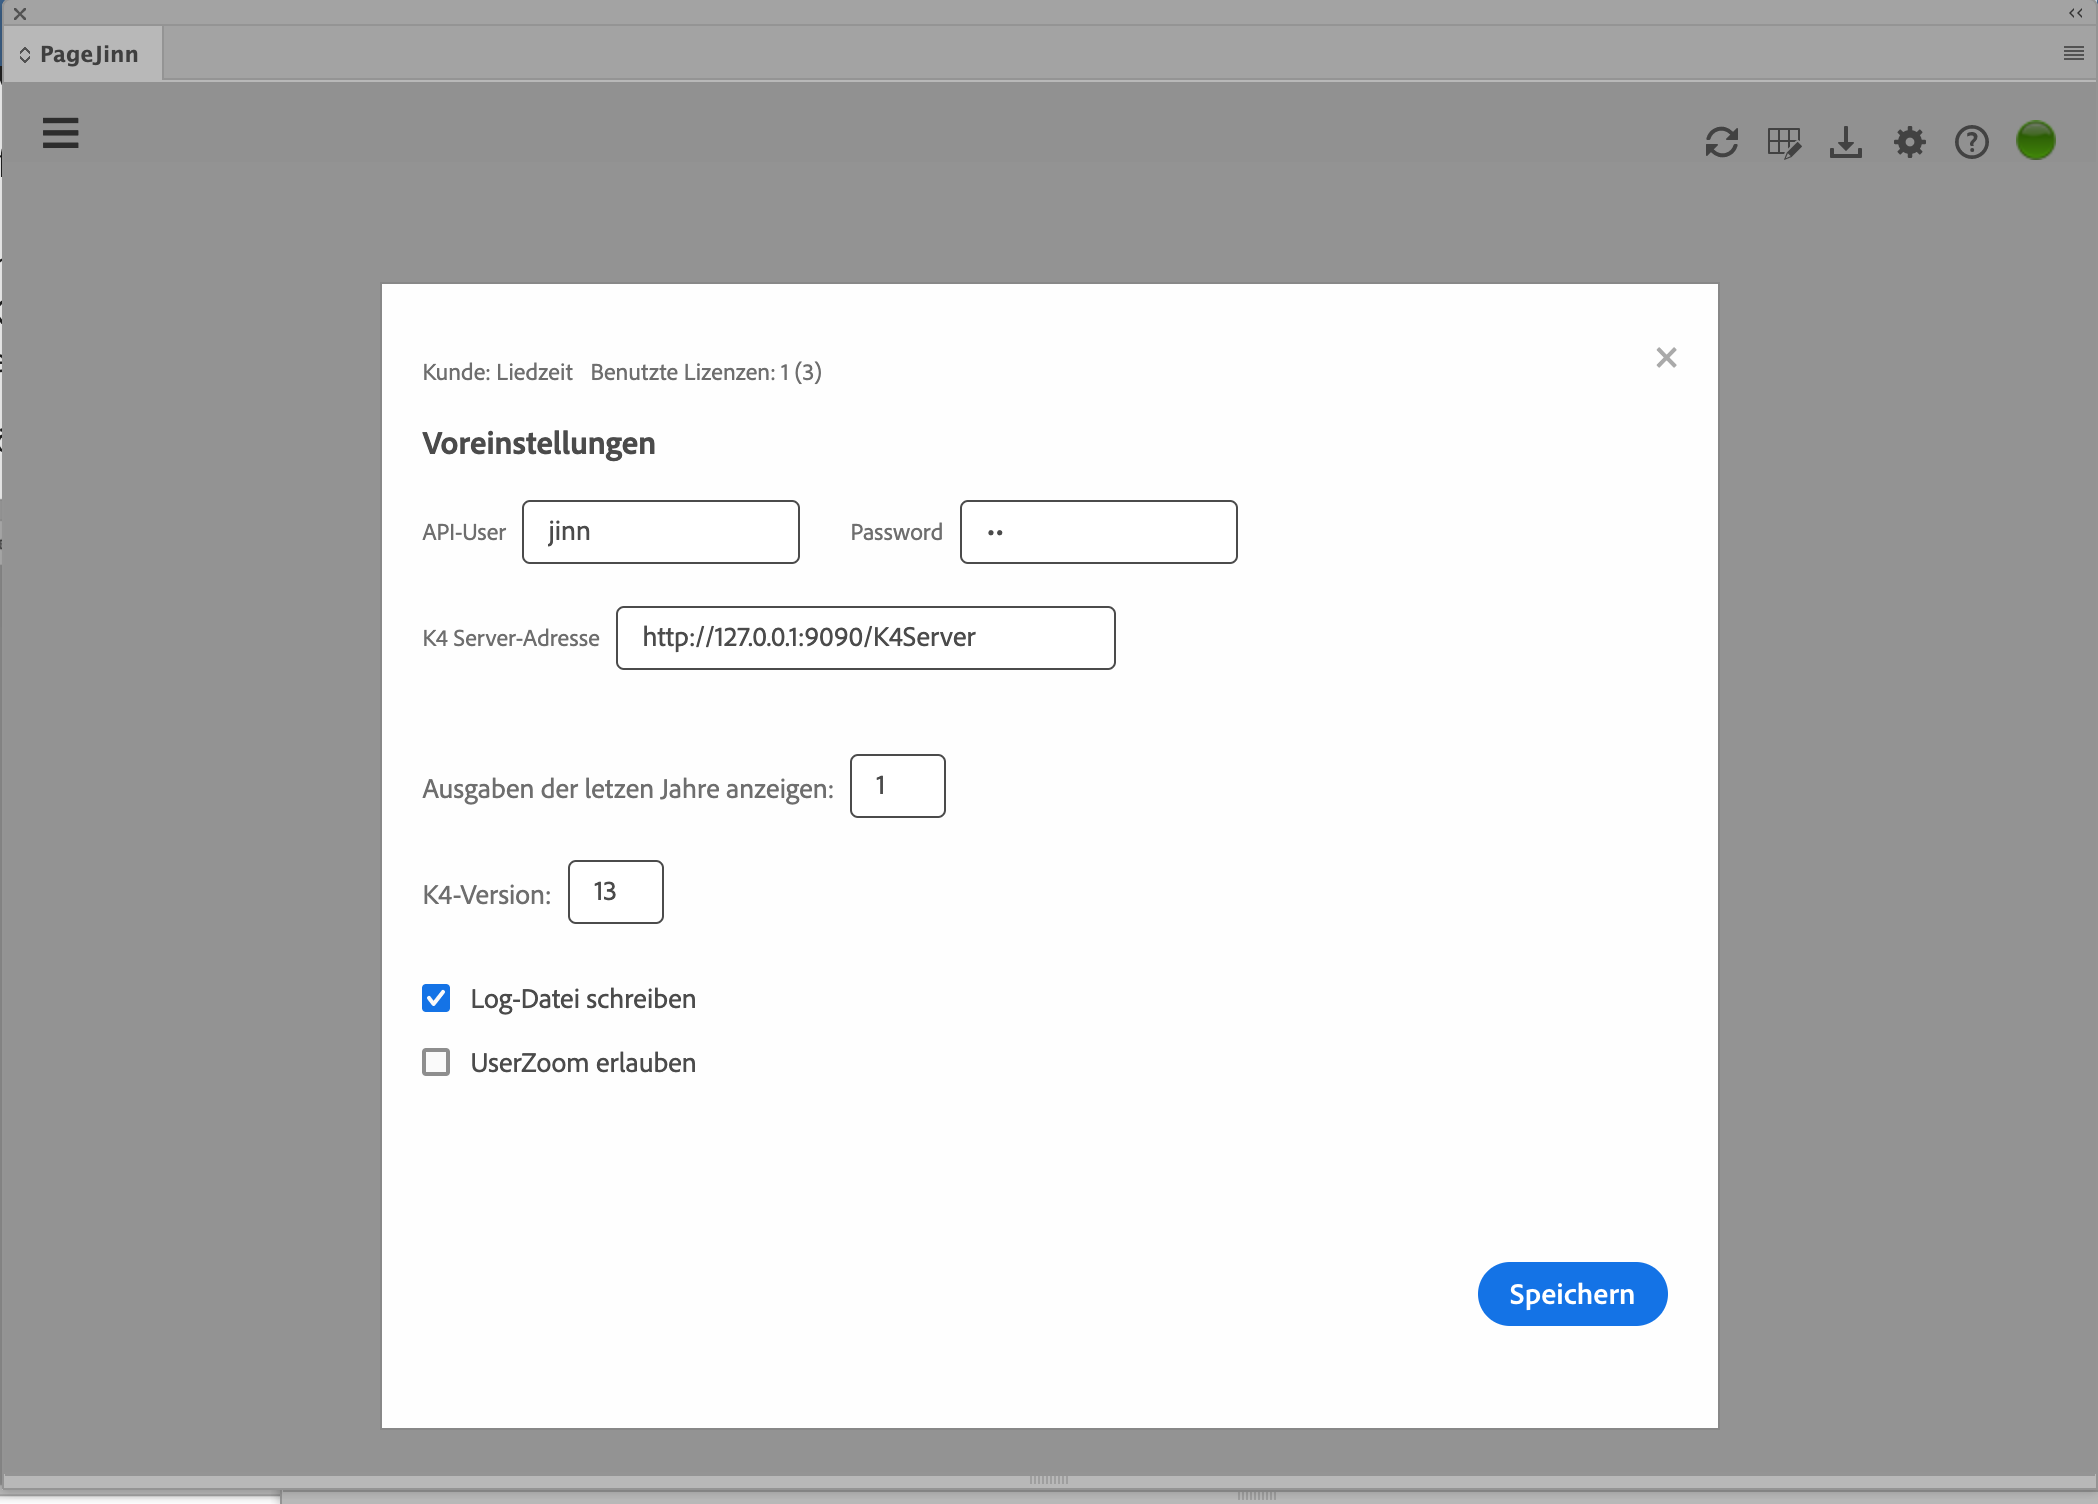 PageJinn
Kunde: Liedzeit Benutzte Lizenzen: 1 (3)
Voreinstellungen
API-User jinn Password ••
K4 Server-Adresse http://127.0.0.1:9090/K4Server
Ausgaben der letzen Jahre anzeigen: 1
K4-Version: 13
Log-Datei schreiben
UserZoom erlauben
Speichern